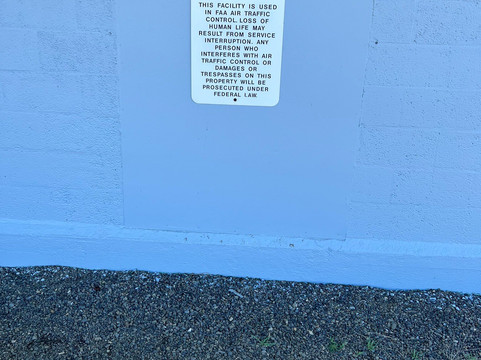 THIS FACILITY IS USED
IN FAA AIR TRAFFIC
CONTROL. LOSS OF
HUMAN LIFE MAY
RESULT FROM SERVICE
INTERRUPTION. ANY
PERSON WHO
INTERFERES WITH AIR
TRAFFIC CONTROL OR
DAMAGES OR
TRESPASSES ON THIS
PROPERTY WILL BE
PROSECUTED UNDER
FEDERAL LAW.